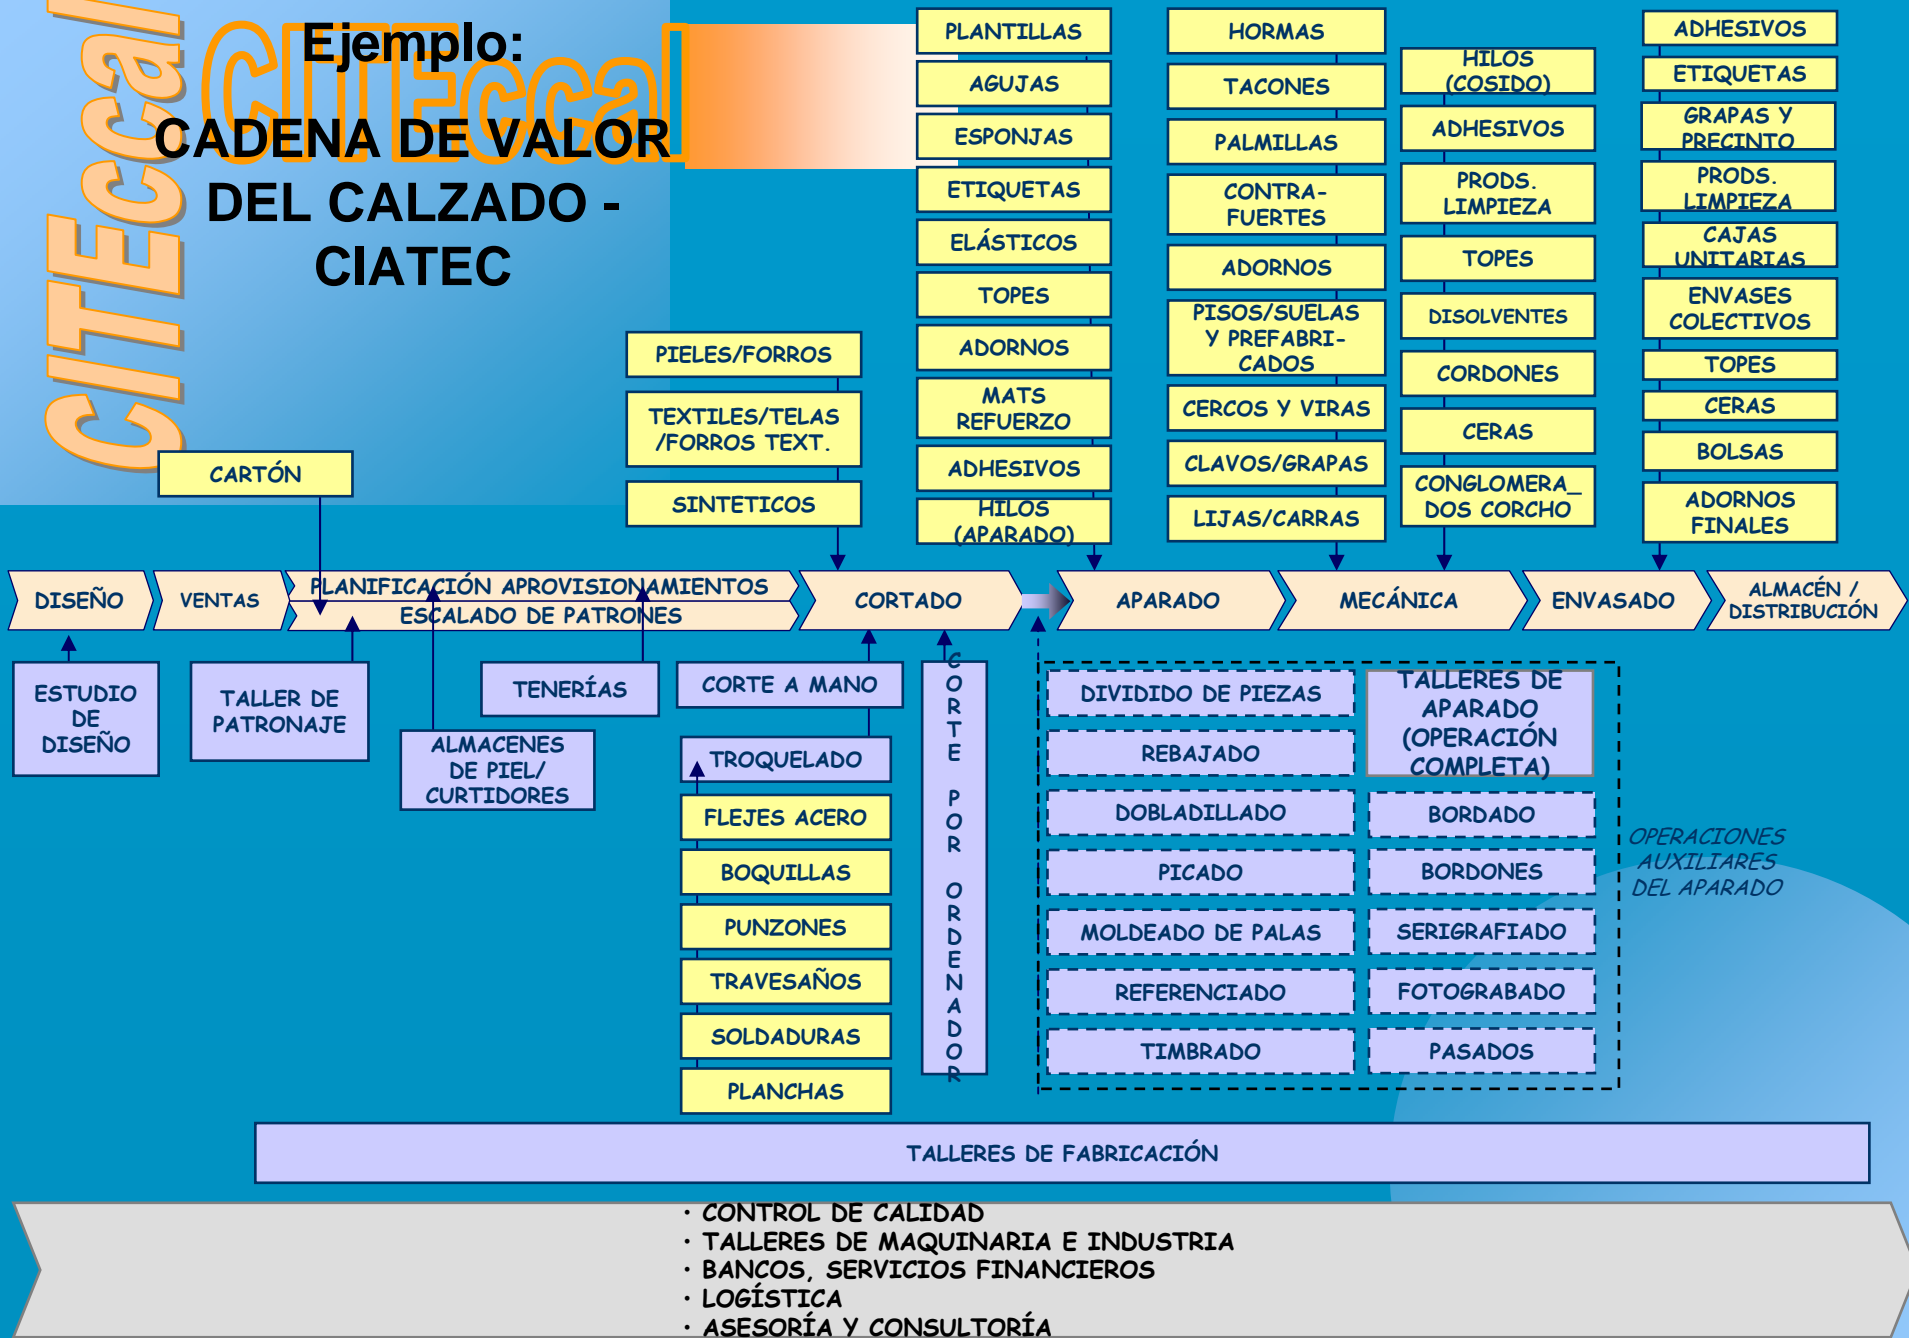 CITEccal
CITEccal
Ejemplo:
CADENA DE VALOR
DEL CALZADO -
CIATEC
CARTÓN
PIELES/FORROS
TEXTILES/TELAS
/FORROS TEXT.
SINTETICOS
PLANTILLAS
AGUJAS
ESPONJAS
ETIQUETAS
ELÁSTICOS
TOPES
ADORNOS
MATS
REFUERZO
ADHESIVOS
HILOS
(APARADO)
HORMAS
TACONES
PALMILLAS
CONTRA-
FUERTES
ADORNOS
PISOS/SUELAS
Y PREFABRI-
CADOS
CERCOS Y VIRAS
CLAVOS/GRAPAS
LIJAS/CARRAS
HILOS
(COSIDO)
ADHESIVOS
PRODS.
LIMPIEZA
TOPES
DISOLVENTES
CORDONES
CERAS
CONGLOMERA_
DOS CORCHO
ADHESIVOS
ETIQUETAS
GRAPAS Y
PRECINTO
PRODS.
LIMPIEZA
CAJAS
UNITARIAS
ENVASES
COLECTIVOS
TOPES
CERAS
BOLSAS
ADORNOS
FINALES
DISEÑO
VENTAS
PLANIFICACIÓN APROVISIONAMIENTOS
ESCALADO DE PATRONES
CORTADO
APARADO
MECÁNICA
ENVASADO
ALMACÉN /
DISTRIBUCIÓN
ESTUDIO
DE
DISEÑO
TALLER DE
PATRONAJE
ALMACENES
DE PIEL/
CURTIDORES
TENERÍAS
CORTE A MANO
TROQUELADO
FLEJES ACERO
BOQUILLAS
PUNZONES
TRAVESAÑOS
SOLDADURAS
PLANCHAS
CORTE POR ORDENADOR
DIVIDIDO DE PIEZAS
REBAJADO
DOBLADILLADO
PICADO
MOLDEADO DE PALAS
REFERENCIADO
TIMBRADO
TALLERES DE
APARADO
(OPERACIÓN
COMPLETA)
BORDADO
BORDONES
SERIGRAFIADO
FOTOGRABADO
PASADOS
OPERACIONES
AUXILIARES
DEL APARADO
TALLERES DE FABRICACIÓN
· CONTROL DE CALIDAD
· TALLERES DE MAQUINARIA E INDUSTRIA
· BANCOS, SERVICIOS FINANCIEROS
· LOGÍSTICA
· ASESORÍA Y CONSULTORÍA